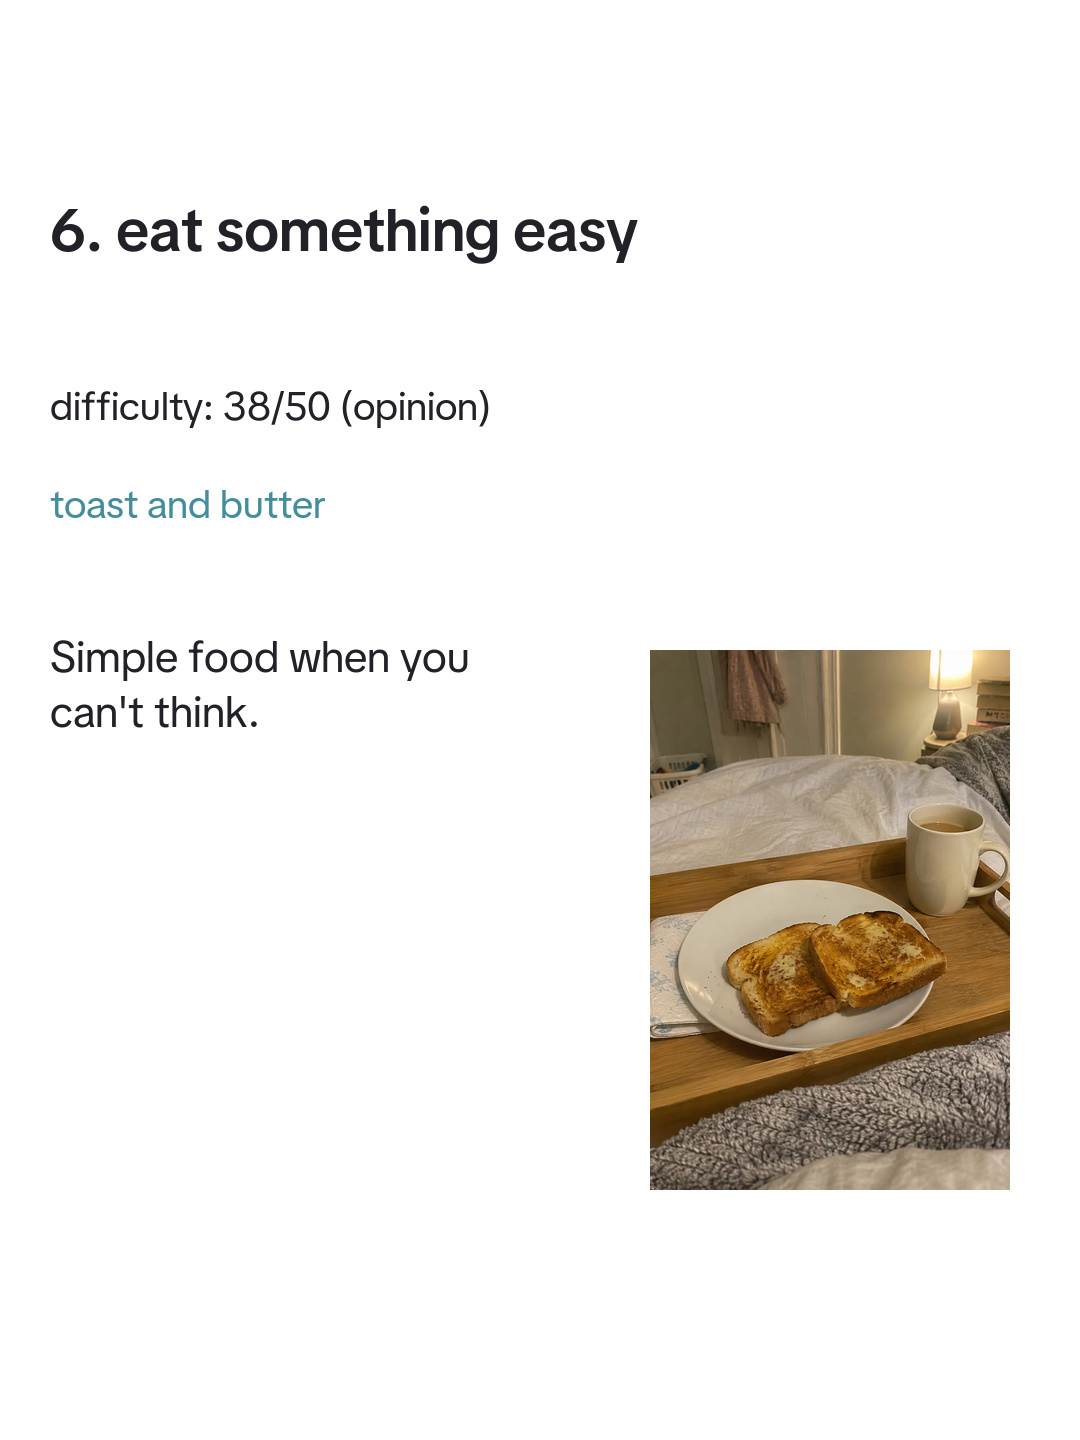 6. eat something easy
difficulty: 38/50 (opinion)
toast and butter
Simple food when you
can't think.